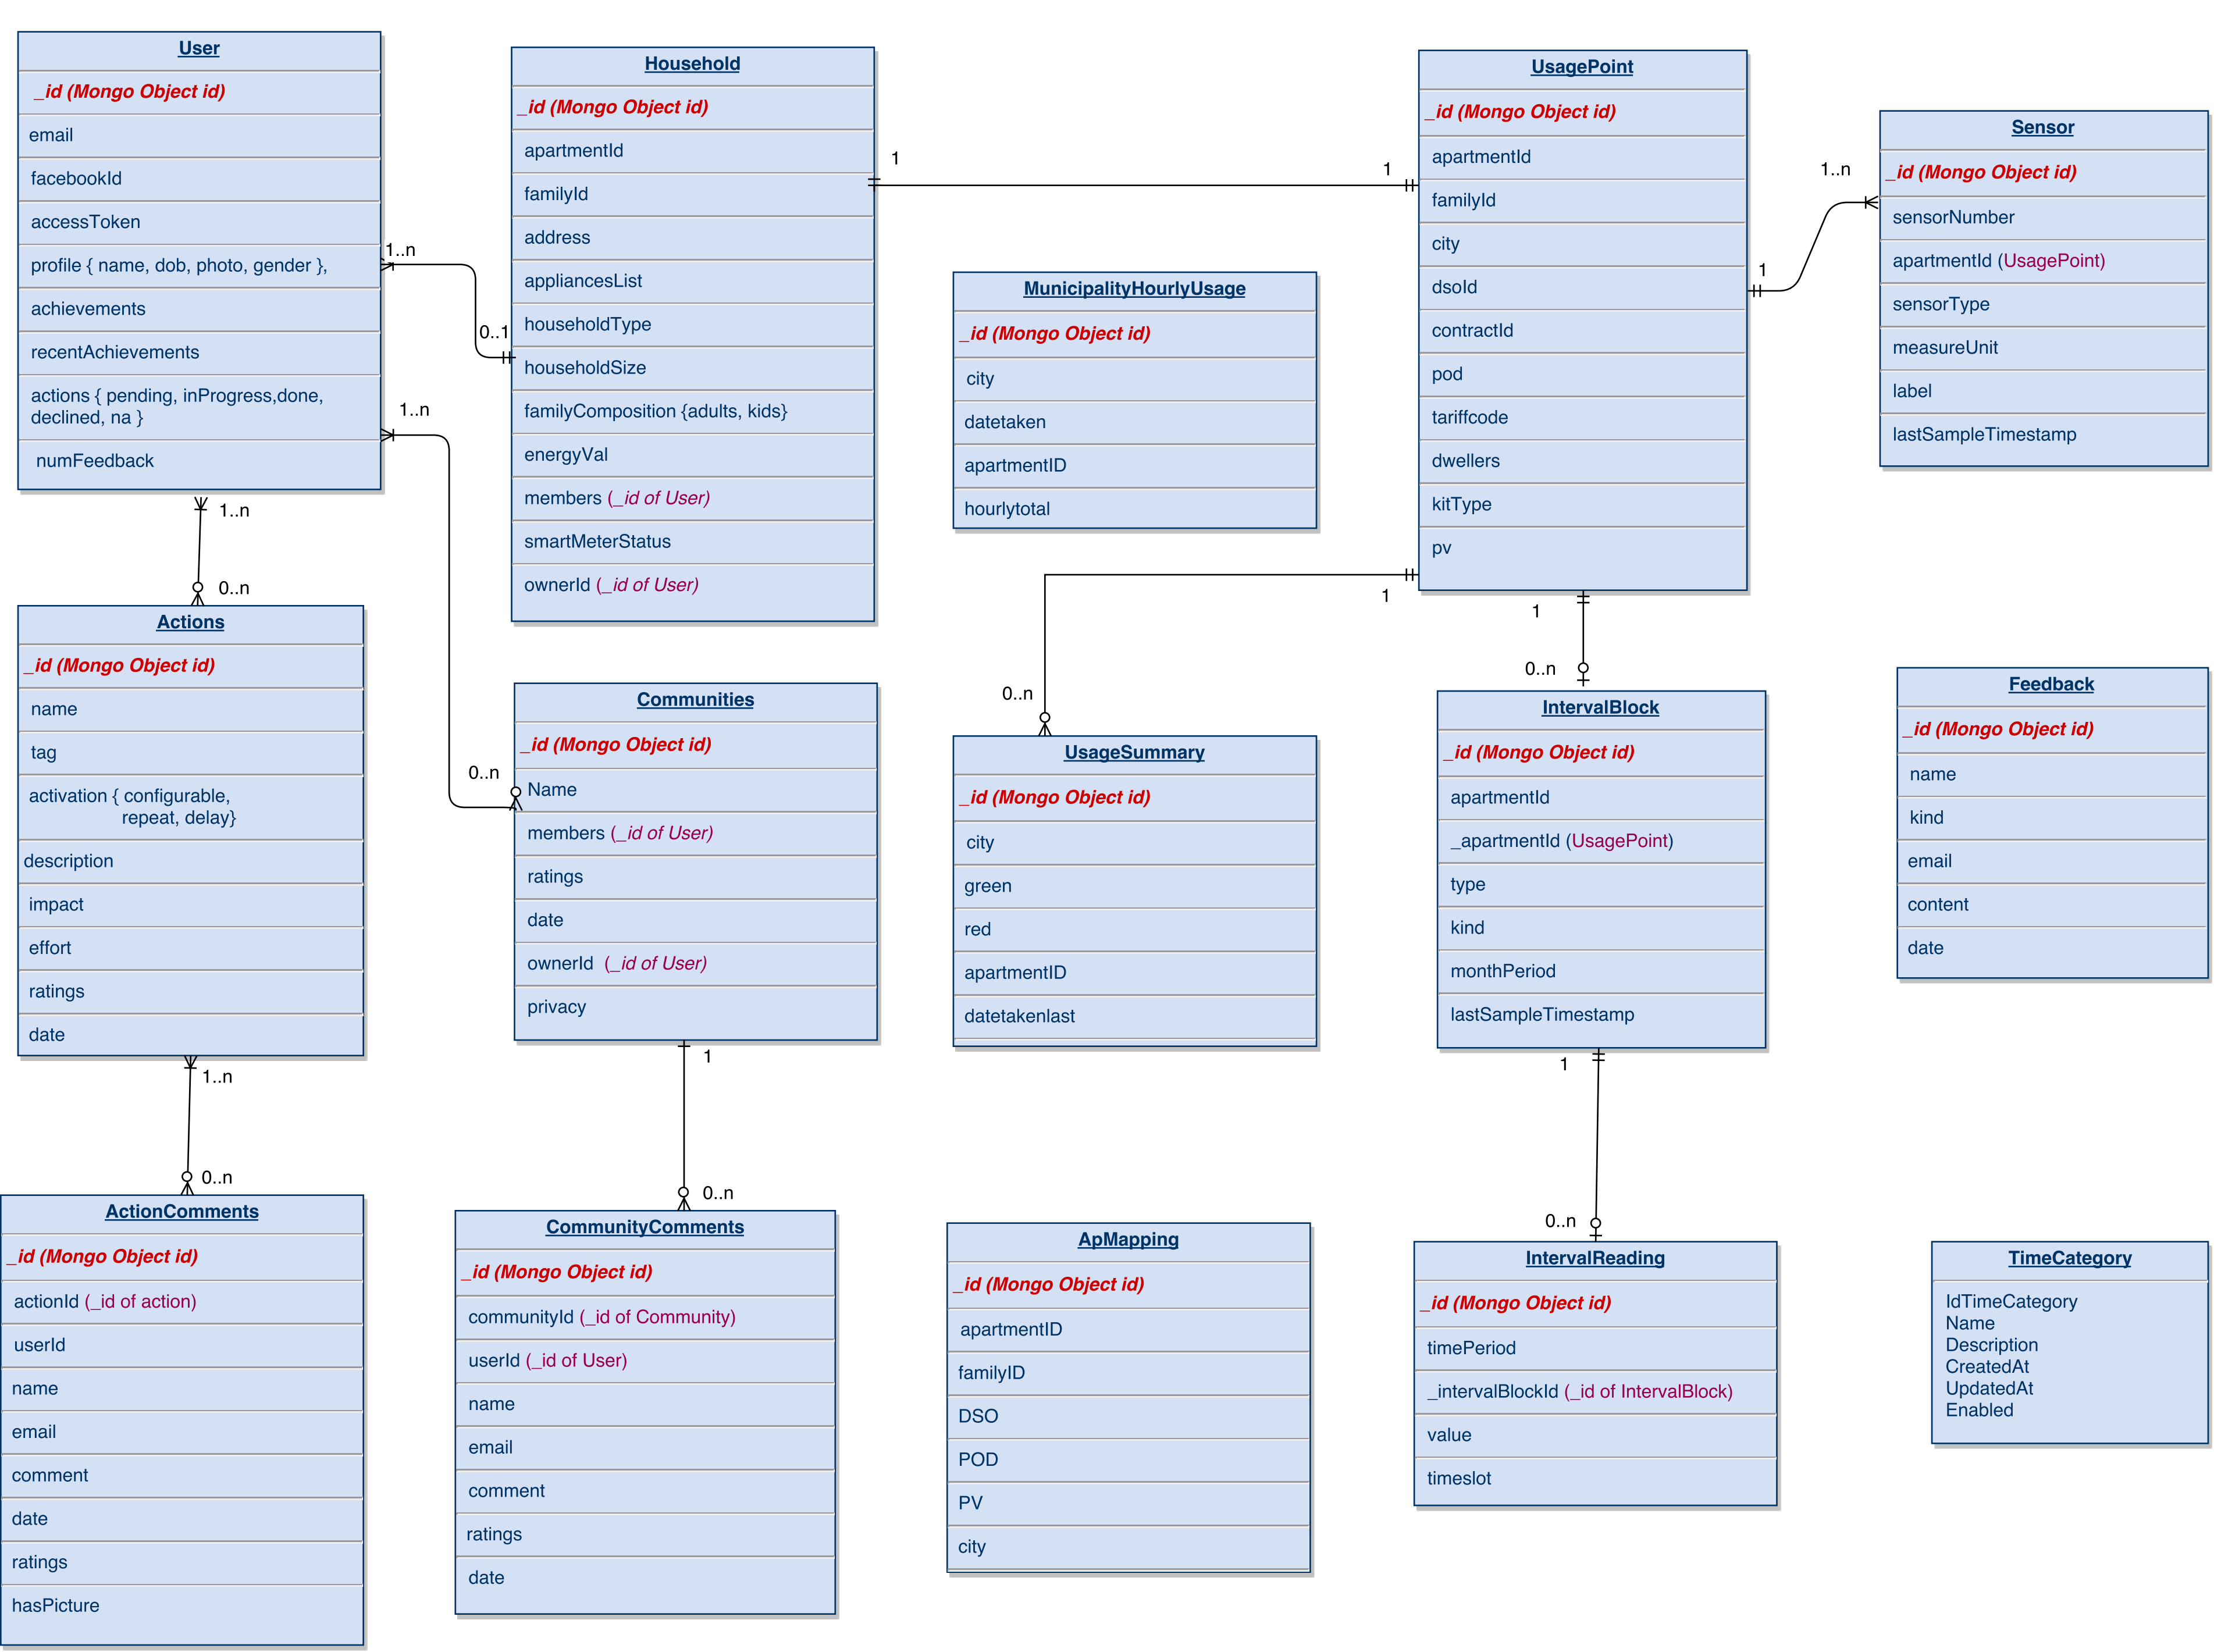 User
_id (Mongo Object id)
email
facebookId
accessToken
profile { name, dob, photo, gender },
achievements
recentAchievements
actions { pending, inProgress,done,
declined, na }
numFeedback
1..n
0..1
1..n
0..n
1..n
0..n
Household
_id (Mongo Object id)
apartmentId
familyId
address
appliancesList
householdType
householdSize
familyComposition {adults, kids}
energyVal
members (_id of User)
smartMeterStatus
ownerId (_id of User)
1
1
UsagePoint
_id (Mongo Object id)
apartmentId
familyId
city
dsoId
contractId
pod
tariffcode
dwellers
kitType
pv
1
1..n
Sensor
_id (Mongo Object id)
sensorNumber
apartmentId (UsagePoint)
sensorType
measureUnit
label
lastSampleTimestamp
MunicipalityHourlyUsage
_id (Mongo Object id)
city
datetaken
apartmentID
hourlytotal
1
0..n
1
0..n
Actions
_id (Mongo Object id)
name
tag
activation { configurable,
repeat, delay}
description
impact
effort
ratings
date
1..n
0..n
Communities
_id (Mongo Object id)
Name
members (_id of User)
ratings
date
ownerId (_id of User)
privacy
1
0..n
UsageSummary
_id (Mongo Object id)
city
green
red
apartmentID
datetakenlast
IntervalBlock
_id (Mongo Object id)
apartmentId
_apartmentId (UsagePoint)
type
kind
monthPeriod
lastSampleTimestamp
1
0..n
Feedback
_id (Mongo Object id)
name
kind
email
content
date
ActionComments
_id (Mongo Object id)
actionId (_id of action)
userId
name
email
comment
date
ratings
hasPicture
CommunityComments
_id (Mongo Object id)
communityId (_id of Community)
userId (_id of User)
name
email
comment
ratings
date
ApMapping
_id (Mongo Object id)
apartmentID
familyID
DSO
POD
PV
city
IntervalReading
_id (Mongo Object id)
timePeriod
_intervalBlockId (_id of IntervalBlock)
value
timeslot
TimeCategory
IdTimeCategory
Name
Description
CreatedAt
UpdatedAt
Enabled